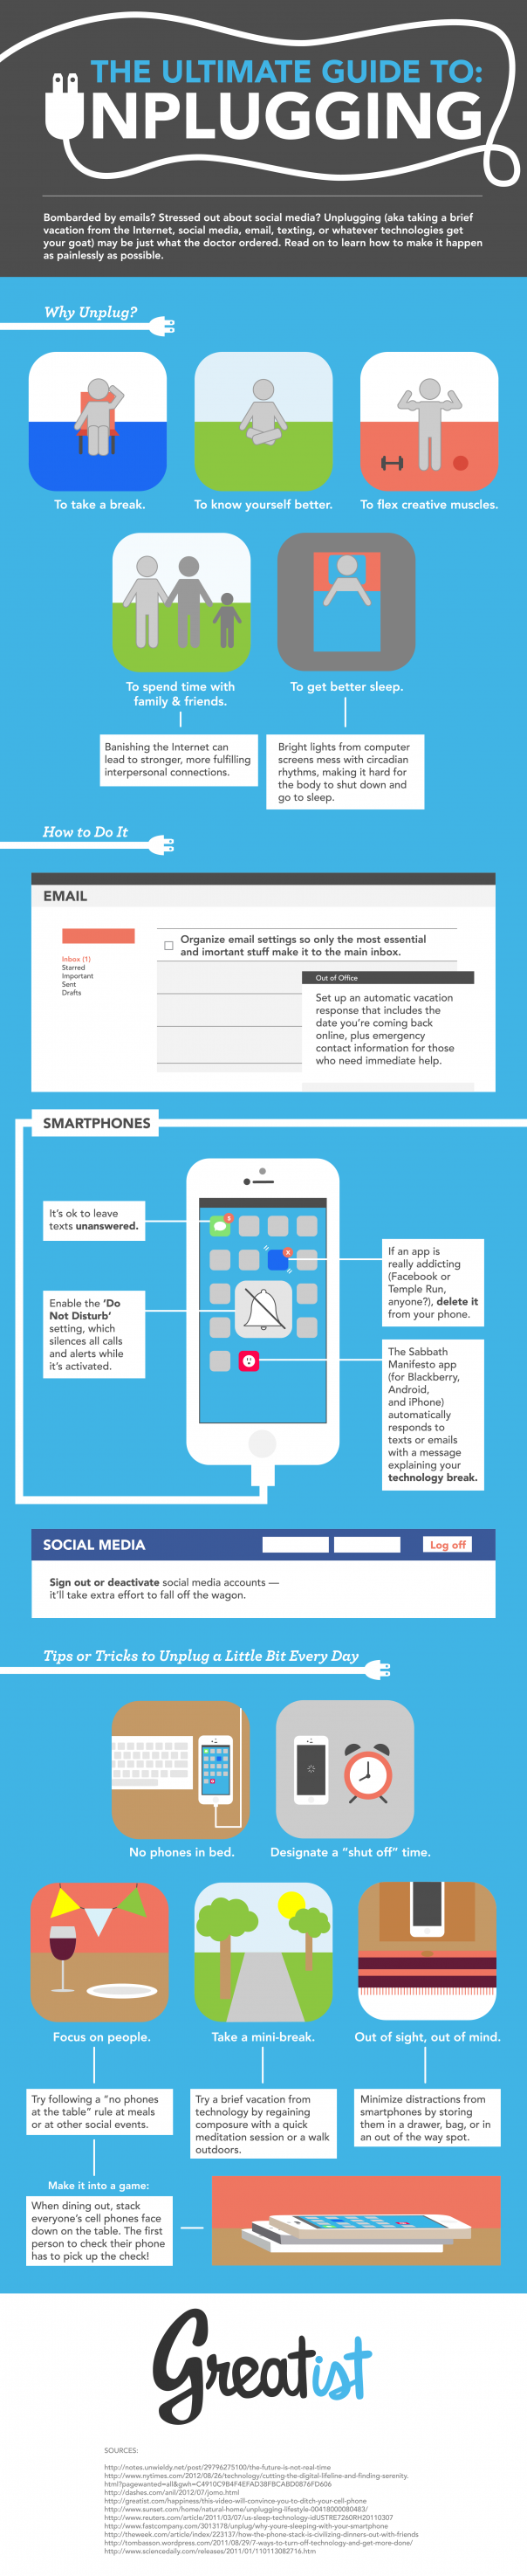 THE ULTIMATE GUIDE TO:
UNPLUGGING
Bombarded by emails? Stressed out about social media? Unplugging (aka taking a brief
vacation from the Internet, social media, email, texting, or whatever technologies get
your goat) may be just what the doctor ordered. Read on to learn how to make it happen
as painlessly as possible.
Why Unplug?
To take a break.
To know yourself better.
To flex creative muscles.
To spend time with
family & friends.
To get better sleep.
Banishing the Internet can
lead to stronger, more fulfilling
interpersonal connections.
Bright lights from computer
screens mess with circadian
rhythms, making it hard for
the body to shut down and
go to sleep.
How to Do It
EMAIL
Inbox (1)
Starred
Important
Sent
Drafts
Organize email settings so only the most essential
and imortant stuff make it to the main inbox.
Out of Office
Set up an automatic vacation
response that includes the
date you're coming back
online, plus emergency
contact information for those
who need immediate help.
SMARTPHONES
It's ok to leave
texts unanswered.
If an app is
really addicting
(Facebook or
Temple Run,
anyone?), delete it
from your phone.
Enable the 'Do
Not Disturb'
setting, which
silences all calls
and alerts while
it's activated.
The Sabbath
Manifesto app
(for Blackberry,
Android,
and iPhone)
automatically
responds to
texts or emails
with a message
explaining your
technology break.
SOCIAL MEDIA
Log off
Sign out or deactivate social media accounts —
it'll take extra effort to fall off the wagon.
Tips or Tricks to Unplug a Little Bit Every Day
No phones in bed.
Designate a "shut off" time.
Focus on people.
Take a mini-break.
Out of sight, out of mind.
Try following a "no phones
at the table" rule at meals
or at other social events.
Try a brief vacation from
technology by regaining
composure with a quick
meditation session or a walk
outdoors.
Minimize distractions from
smartphones by storing
them in a drawer, bag, or in
an out of the way spot.
Make it into a game:
When dining out, stack
everyone's cell phones face
down on the table. The first
person to check their phone
has to pick up the check!
Greatist
SOURCES:
http://notes.unwieldy.net/post/29796275100/the-future-is-not-real-time
http://www.nytimes.com/2012/08/26/technology/cutting-the-digital-lifeline-and-finding-serenity.
html?pagewanted=all&gwh=C4910C9B4F4EFAD38FBCABD0876FD606
http://dashes.com/anil/2012/07/jomo.html
http://greatist.com/happiness/this-video-will-convince-you-to-ditch-your-cell-phone
http://www.sunset.com/home/natural-home/unplugging-lifestyle-00418000080483/
http://www.reuters.com/article/2011/03/07/us-sleep-technology-idUSTRE7260RH20110307
http://www.fastcompany.com/3013178/unplug/why-youre-sleeping-with-your-smartphone
http://theweek.com/article/index/223137/how-the-phone-stack-is-civilizing-dinners-out-with-friends
http://tombasson.wordpress.com/2011/08/29/7-ways-to-turn-off-technology-and-get-more-done/
http://www.sciencedaily.com/releases/2011/01/110113082716.htm